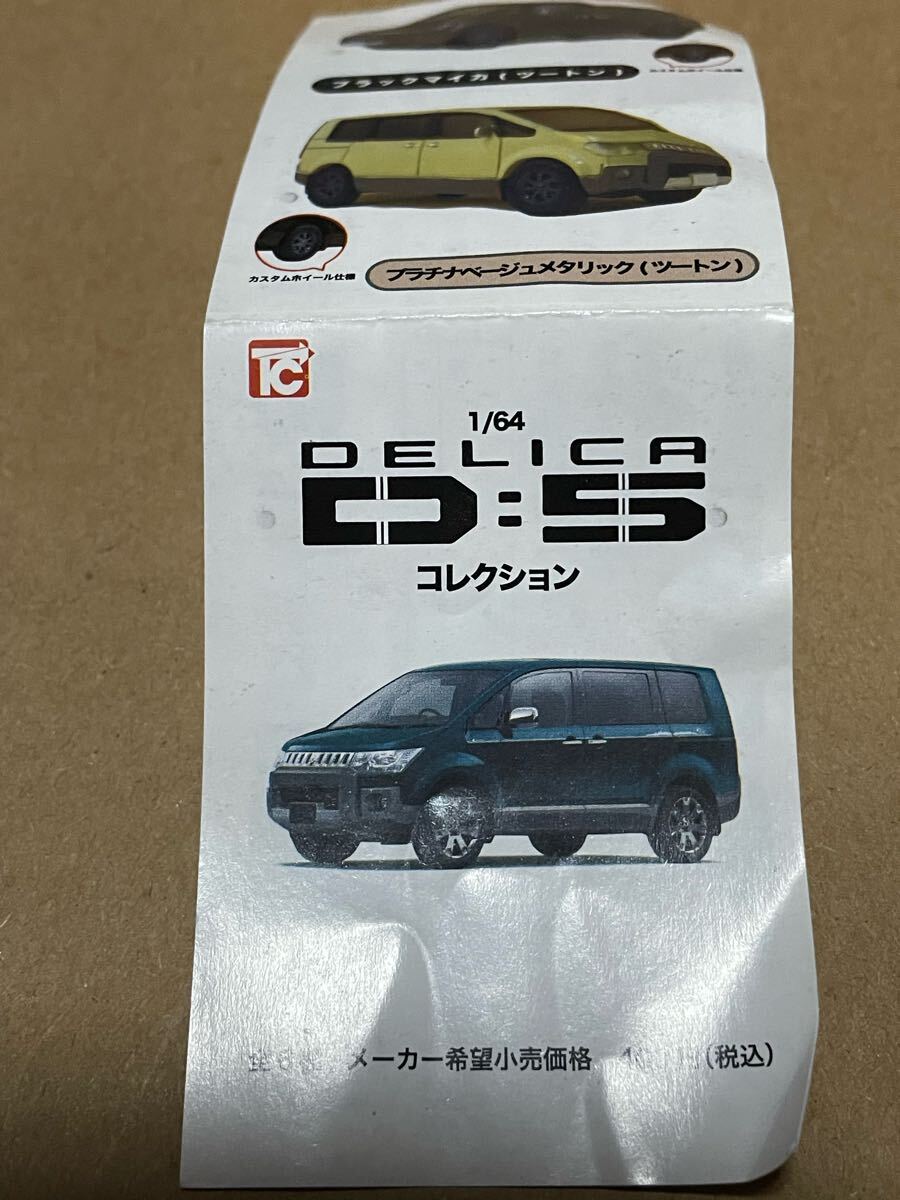 ブラックマイカ(ツートン)
カスタムホイール仕様
プラチナベージュメタリック(ツートン)
TC
1/64
DELICA
D:5
コレクション
メーカー希望小売価格 (税込)